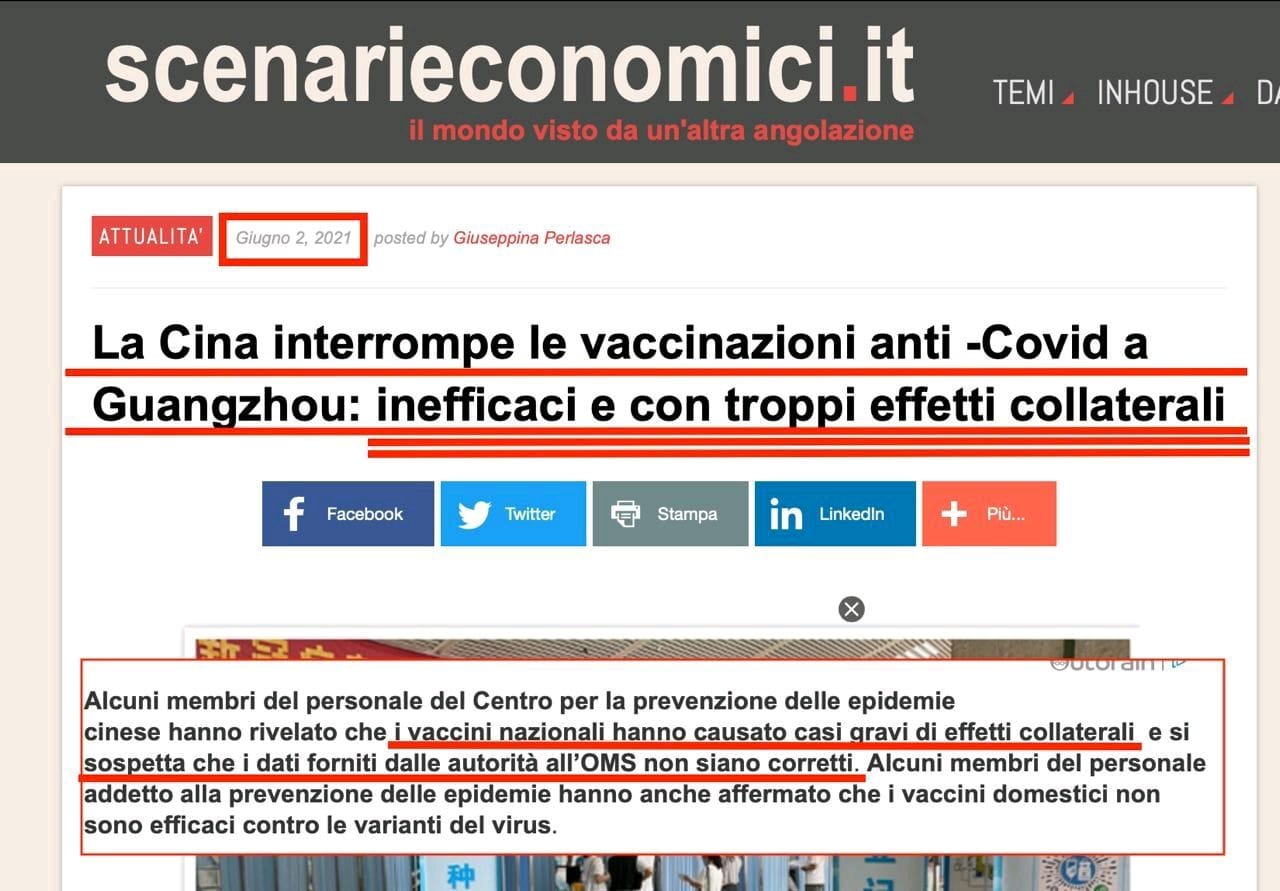 scenarieconomici.it
il mondo visto da un'altra angolazione
TEMI INHOUSE
ATTUALITA'
Giugno 2, 2021 posted by Giuseppina Perlasca
La Cina interrompe le vaccinazioni anti -Covid a
Guangzhou: inefficaci e con troppi effetti collaterali
Facebook Twitter Stampa LinkedIn Più...
Alcuni membri del personale del Centro per la prevenzione delle epidemie
cinese hanno rivelato che i vaccini nazionali hanno causato casi gravi di effetti collaterali e si
sospetta che i dati forniti dalle autorità all'OMS non siano corretti. Alcuni membri del personale
addetto alla prevenzione delle epidemie hanno anche affermato che i vaccini domestici non
sono efficaci contro le varianti del virus.
种